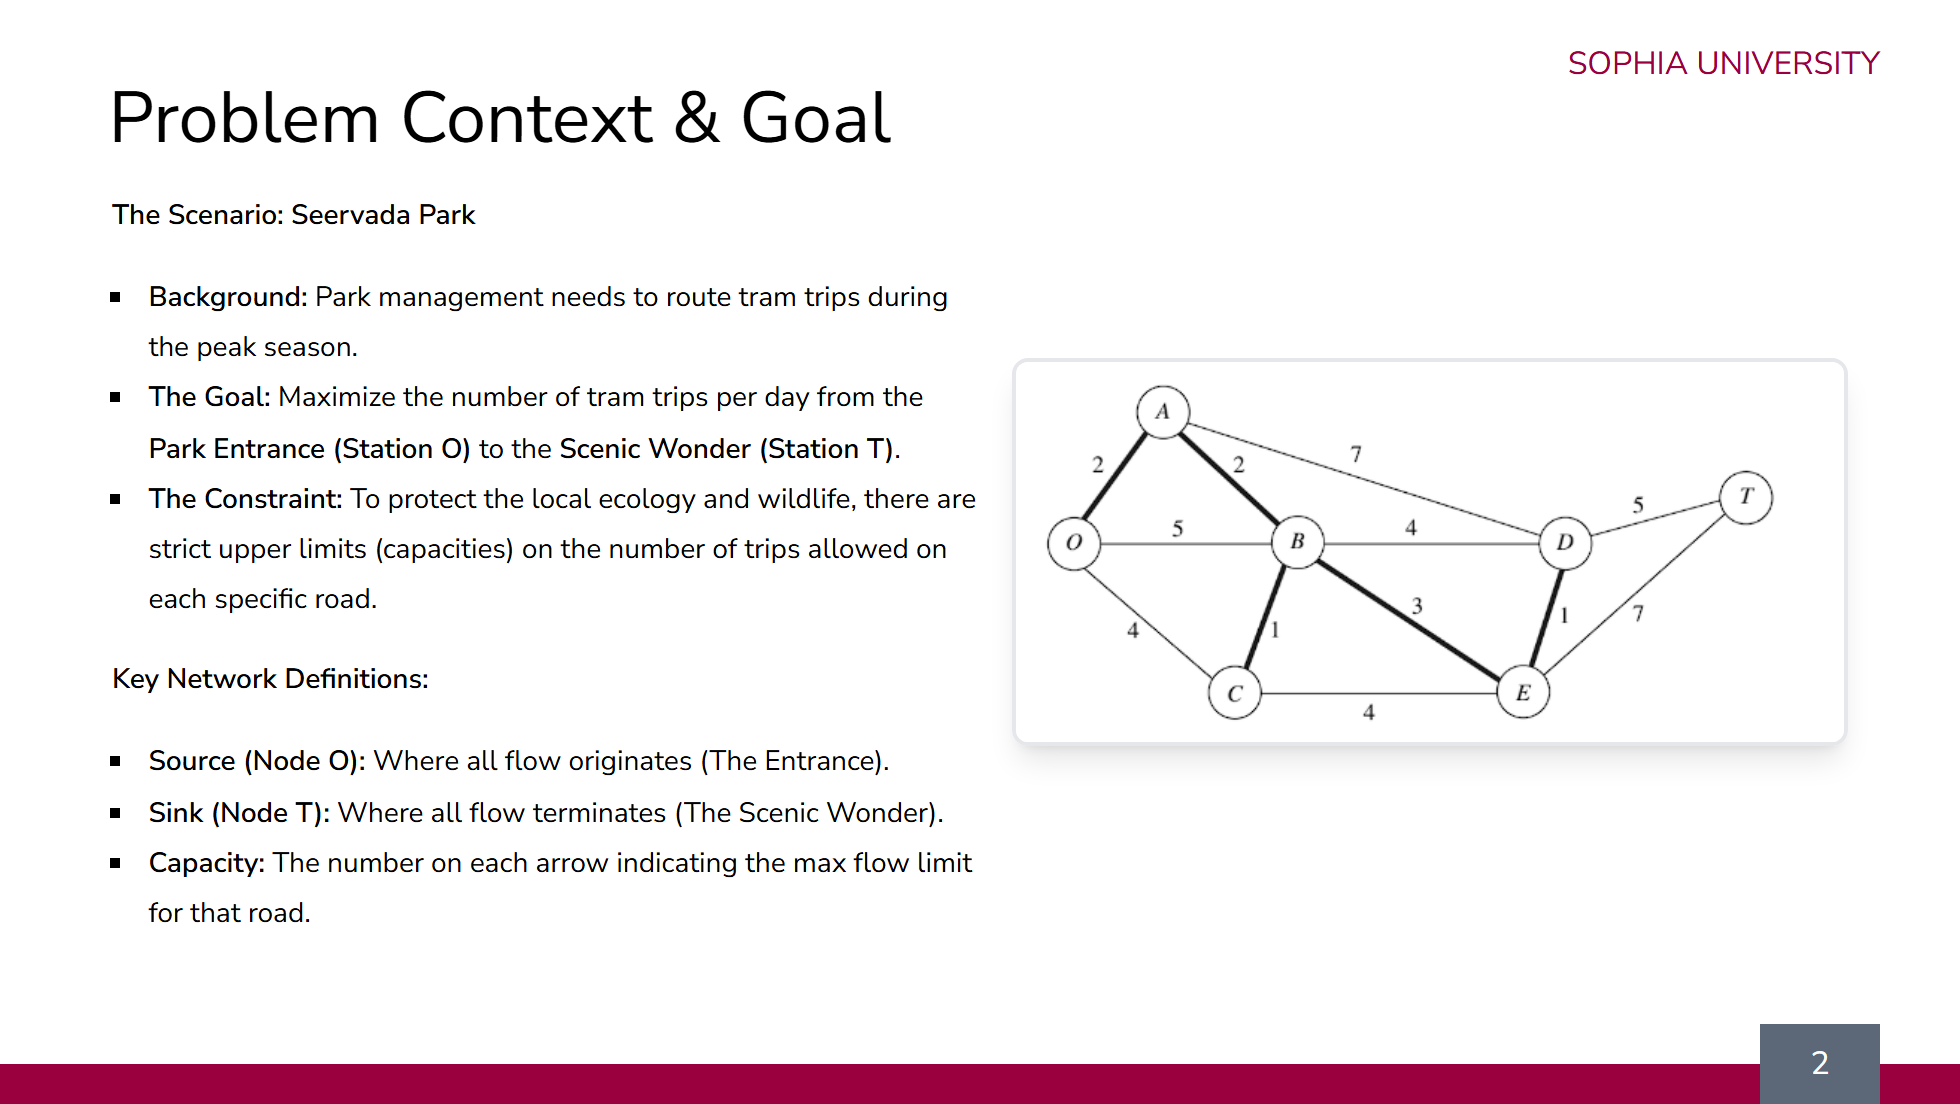 SOPHIA UNIVERSITY
Problem Context & Goal
The Scenario: Seervada Park
Background: Park management needs to route tram trips during
the peak season.
The Goal: Maximize the number of tram trips per day from the
Park Entrance (Station O) to the Scenic Wonder (Station T).
The Constraint: To protect the local ecology and wildlife, there are
strict upper limits (capacities) on the number of trips allowed on
each specific road.
Key Network Definitions:
Source (Node O): Where all flow originates (The Entrance).
Sink (Node T): Where all flow terminates (The Scenic Wonder).
Capacity: The number on each arrow indicating the max flow limit
for that road.
A
7
2
2
T
5
5
4
O
B
D
3
1
7
4
1
C
E
4
2